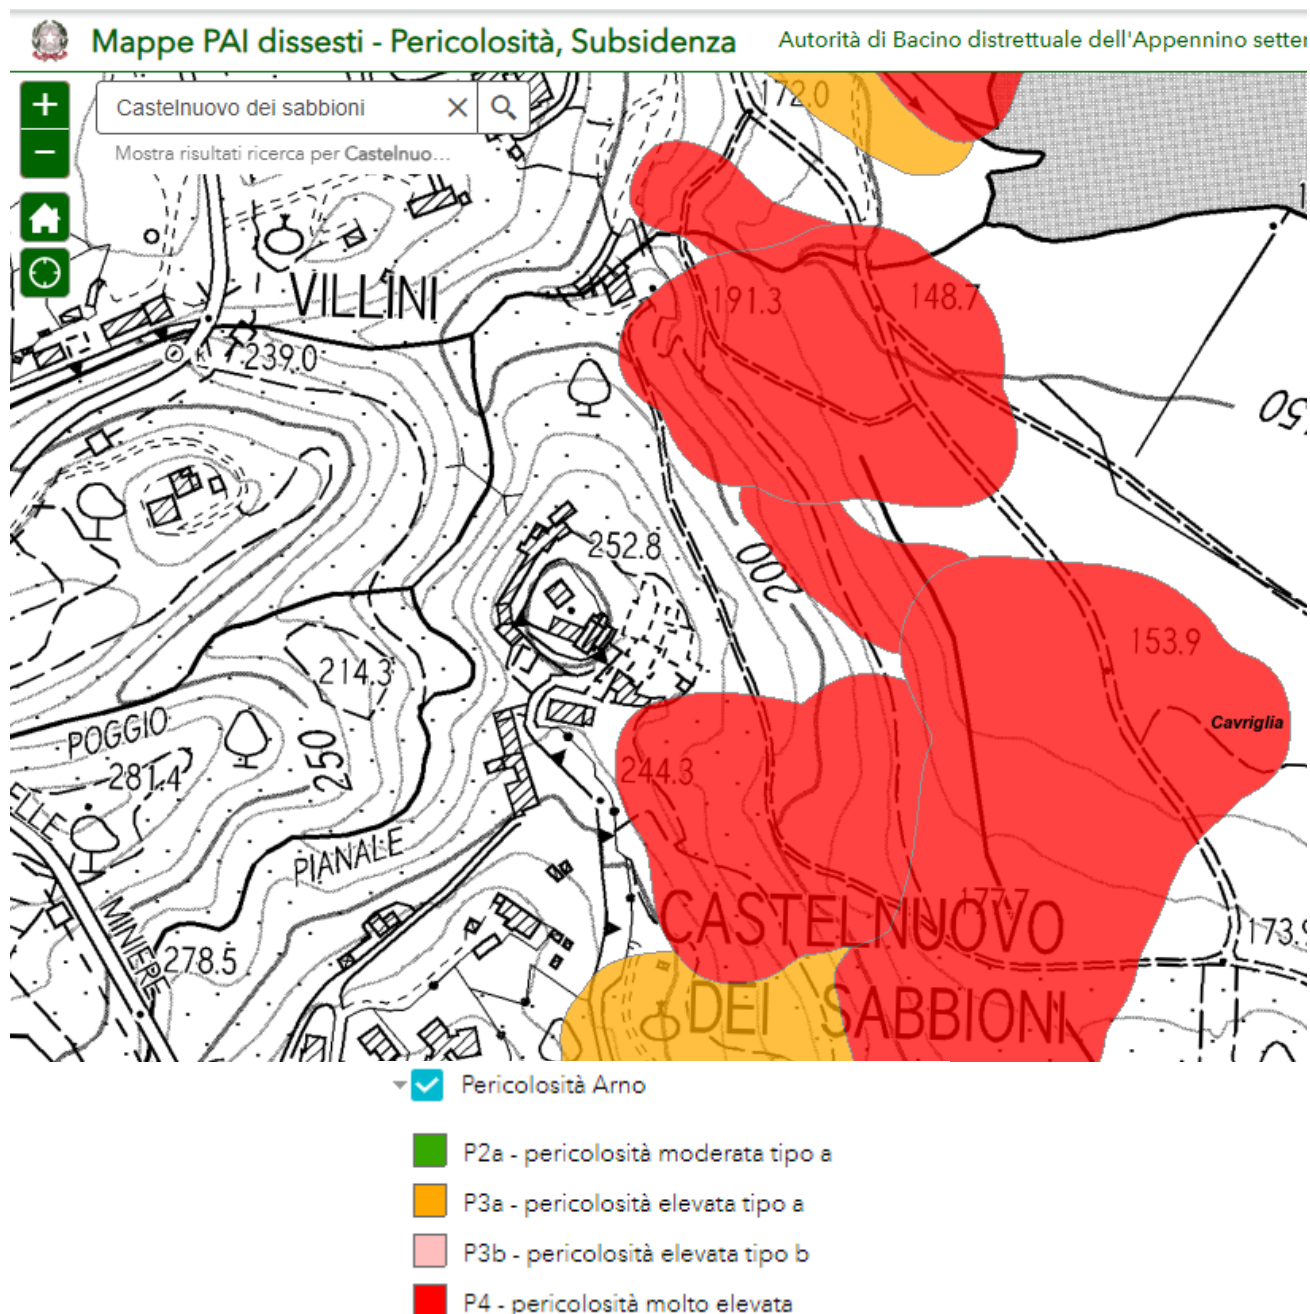 Mappe PAI dissesti - Pericolosità, Subsidenza
Autorità di Bacino distrettuale dell'Appennino setter
+
Castelnuovo dei sabbioni
−
Mostra risultati ricerca per Castelnuo...
172.0
VILLINI
191.3
148.7
239.0
252.8
200
153.9
214.3
POGGIO
Cavriglia
250
281.4
244.3
ELLE
PIANALE
MINIERE
CASTELNUOVO
177.7
278.5
173.9
DEI SABBIONI
Pericolosità Arno
P2a - pericolosità moderata tipo a
P3a - pericolosità elevata tipo a
P3b - pericolosità elevata tipo b
P4 - pericolosità molto elevata